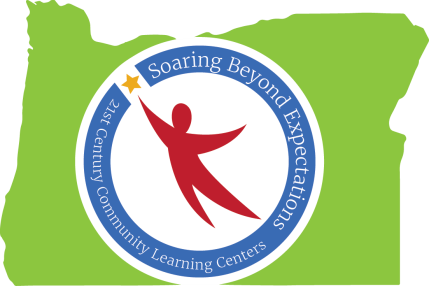 Soaring Beyond Expectations
21st Century Community Learning Centers